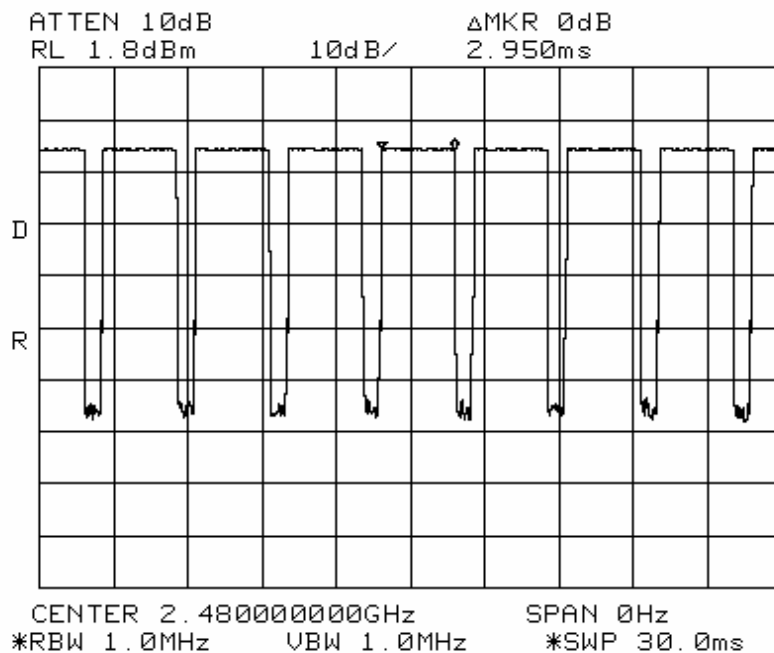 ATTEN 10dB ΔMKR 0dB
RL 1.8dBm 10dB/ 2.950ms
D
R
CENTER 2.480000000GHz SPAN 0Hz
*RBW 1.0MHz VBW 1.0MHz *SWP 30.0ms